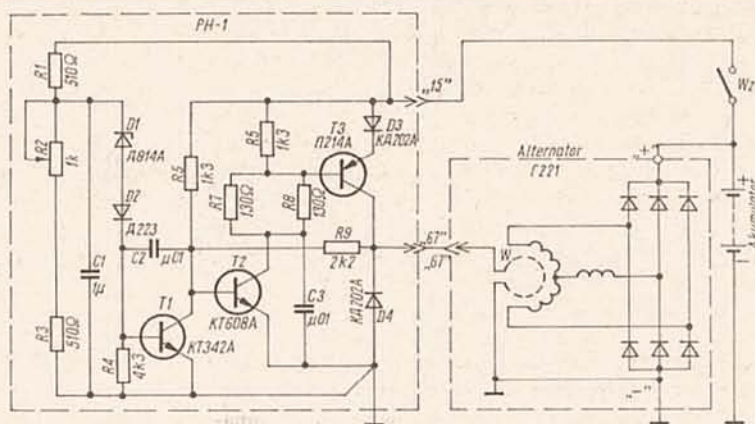 PH-1
R1
510Ω
R2
1k
R3
510Ω
D1
Д814А
D2
Д223
C1
1µ
C2 µ01
R4
4k3
T1
KT342A
R5
1k3
R5
1k3
R7
130Ω
R8
130Ω
T2
KT608A
T3
П214А
D3
КД202А
R9
2k2
C3
µ01
КД202А
D4
„15"
„67"
„67"
Wz
Alternator
Г221
„+"
W
„-"
+
Akumulator